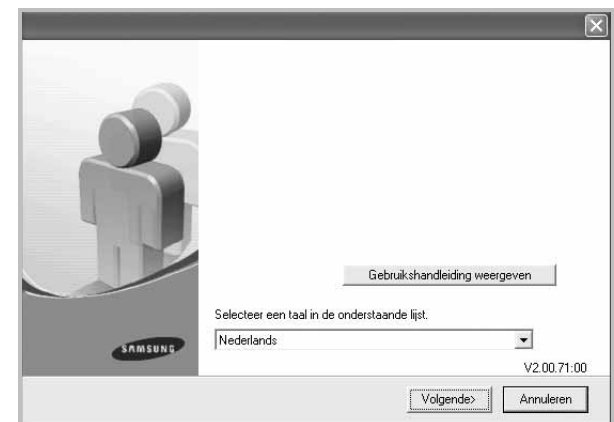 Gebruikshandleiding weergeven
Selecteer een taal in de onderstaande lijst.
Nederlands
SAMSUNG
V2.00.71:00
Volgende>
Annuleren